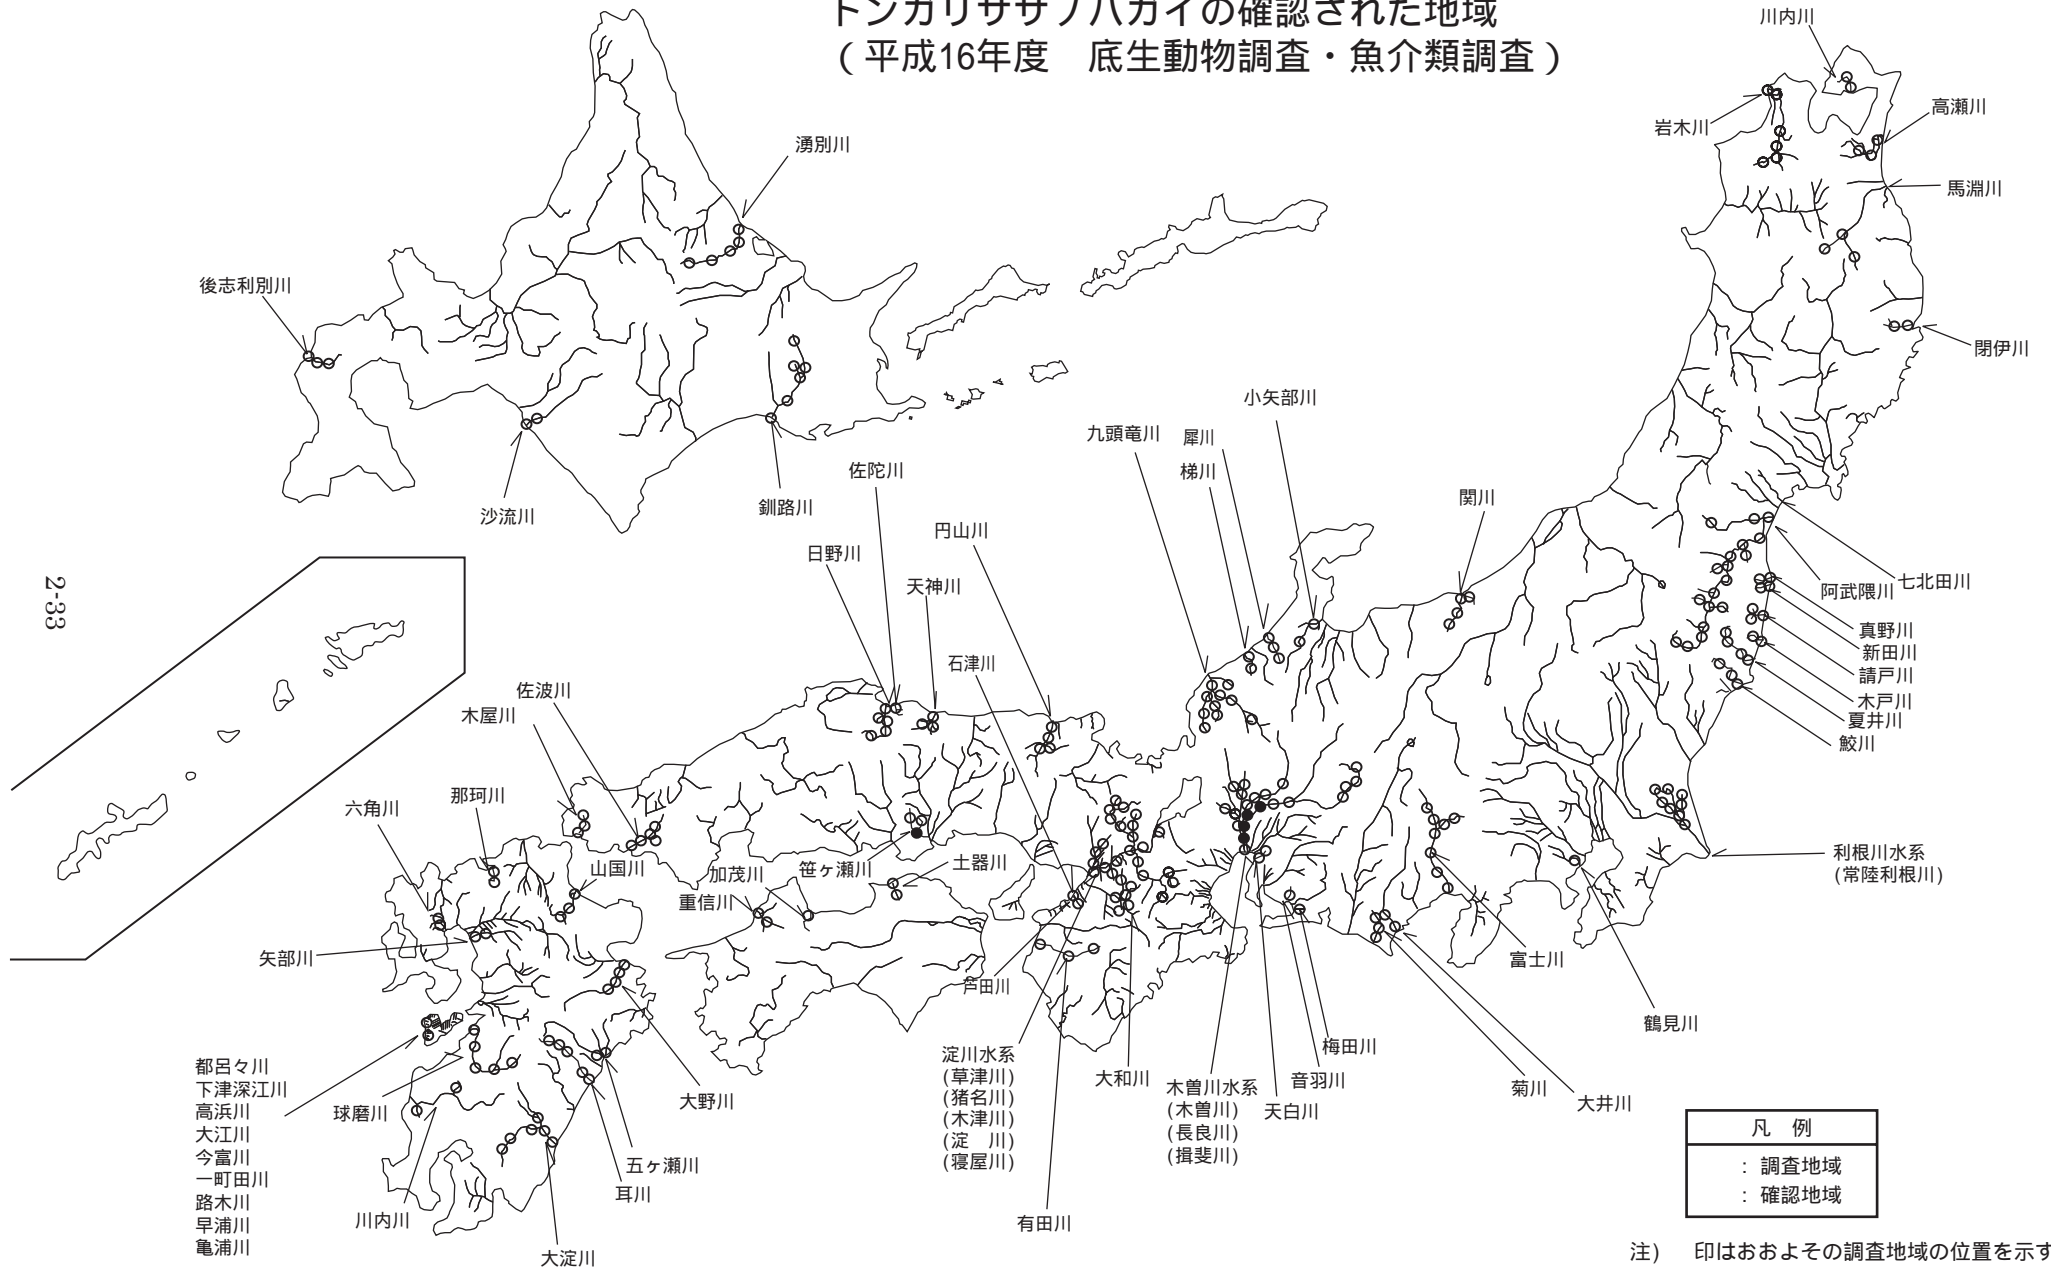 トンガリササノハガイの確認された地域
（平成16年度　底生動物調査・魚介類調査）
川内川
岩木川
高瀬川
馬淵川
閉伊川
湧別川
後志利別川
沙流川
釧路川
小矢部川
九頭竜川
犀川
梯川
関川
佐陀川
日野川
円山川
天神川
石津川
佐波川
木屋川
那珂川
六角川
山国川
重信川
加茂川
笹ヶ瀬川
土器川
矢部川
芦田川
七北田川
阿武隈川
真野川
新田川
請戸川
木戸川
夏井川
鮫川
利根川水系
(常陸利根川)
富士川
鶴見川
梅田川
音羽川
天白川
菊川
大井川
木曽川水系
(木曽川)
(長良川)
(揖斐川)
大和川
淀川水系
(草津川)
(猪名川)
(木津川)
(淀　川)
(寝屋川)
有田川
都呂々川
下津深江川
高浜川
大江川
今富川
一町田川
路木川
早浦川
亀浦川
球磨川
大野川
五ヶ瀬川
耳川
川内川
大淀川
凡　例
：調査地域
：確認地域
注)　印はおおよその調査地域の位置を示す
2-33